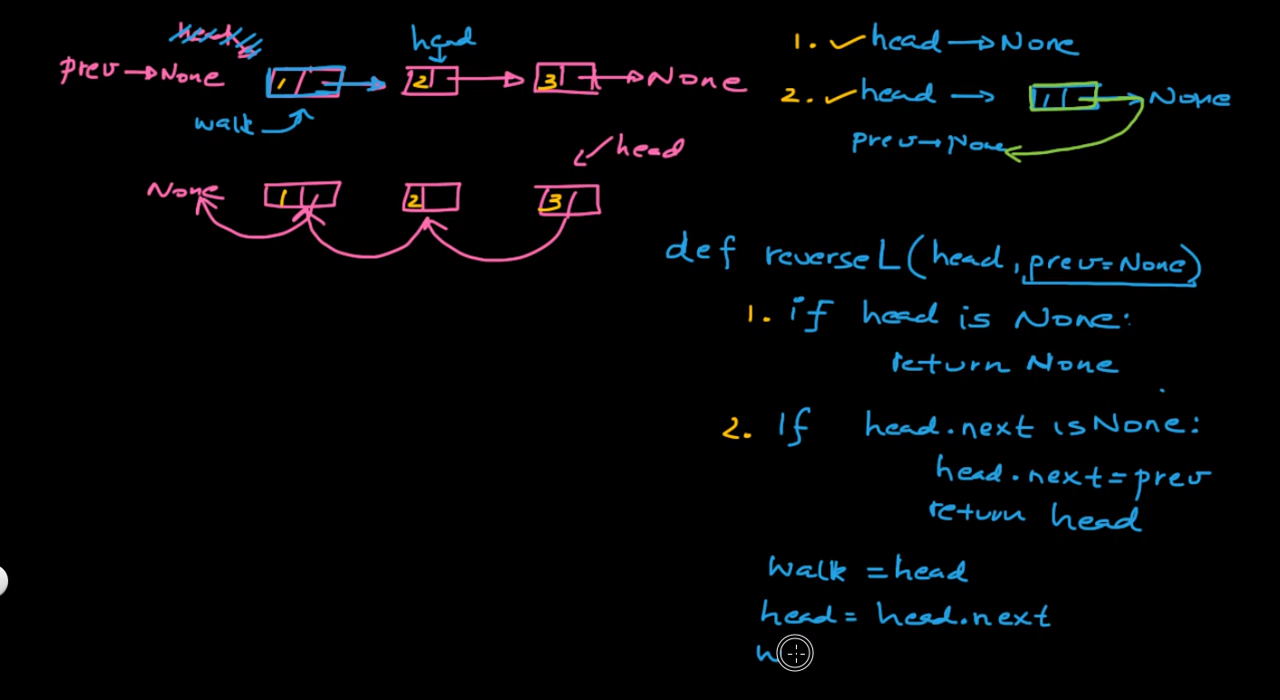 head
prev → None 1 2 3 → None
head
walk
head
None 1 2 3
1. ✓ head → None
2. ✓ head → 1 None
prev → None
def reverseL(head, prev=None)
1. if head is None:
return None
2. If head.next is None:
head.next = prev
return head
walk = head
head = head.next
w